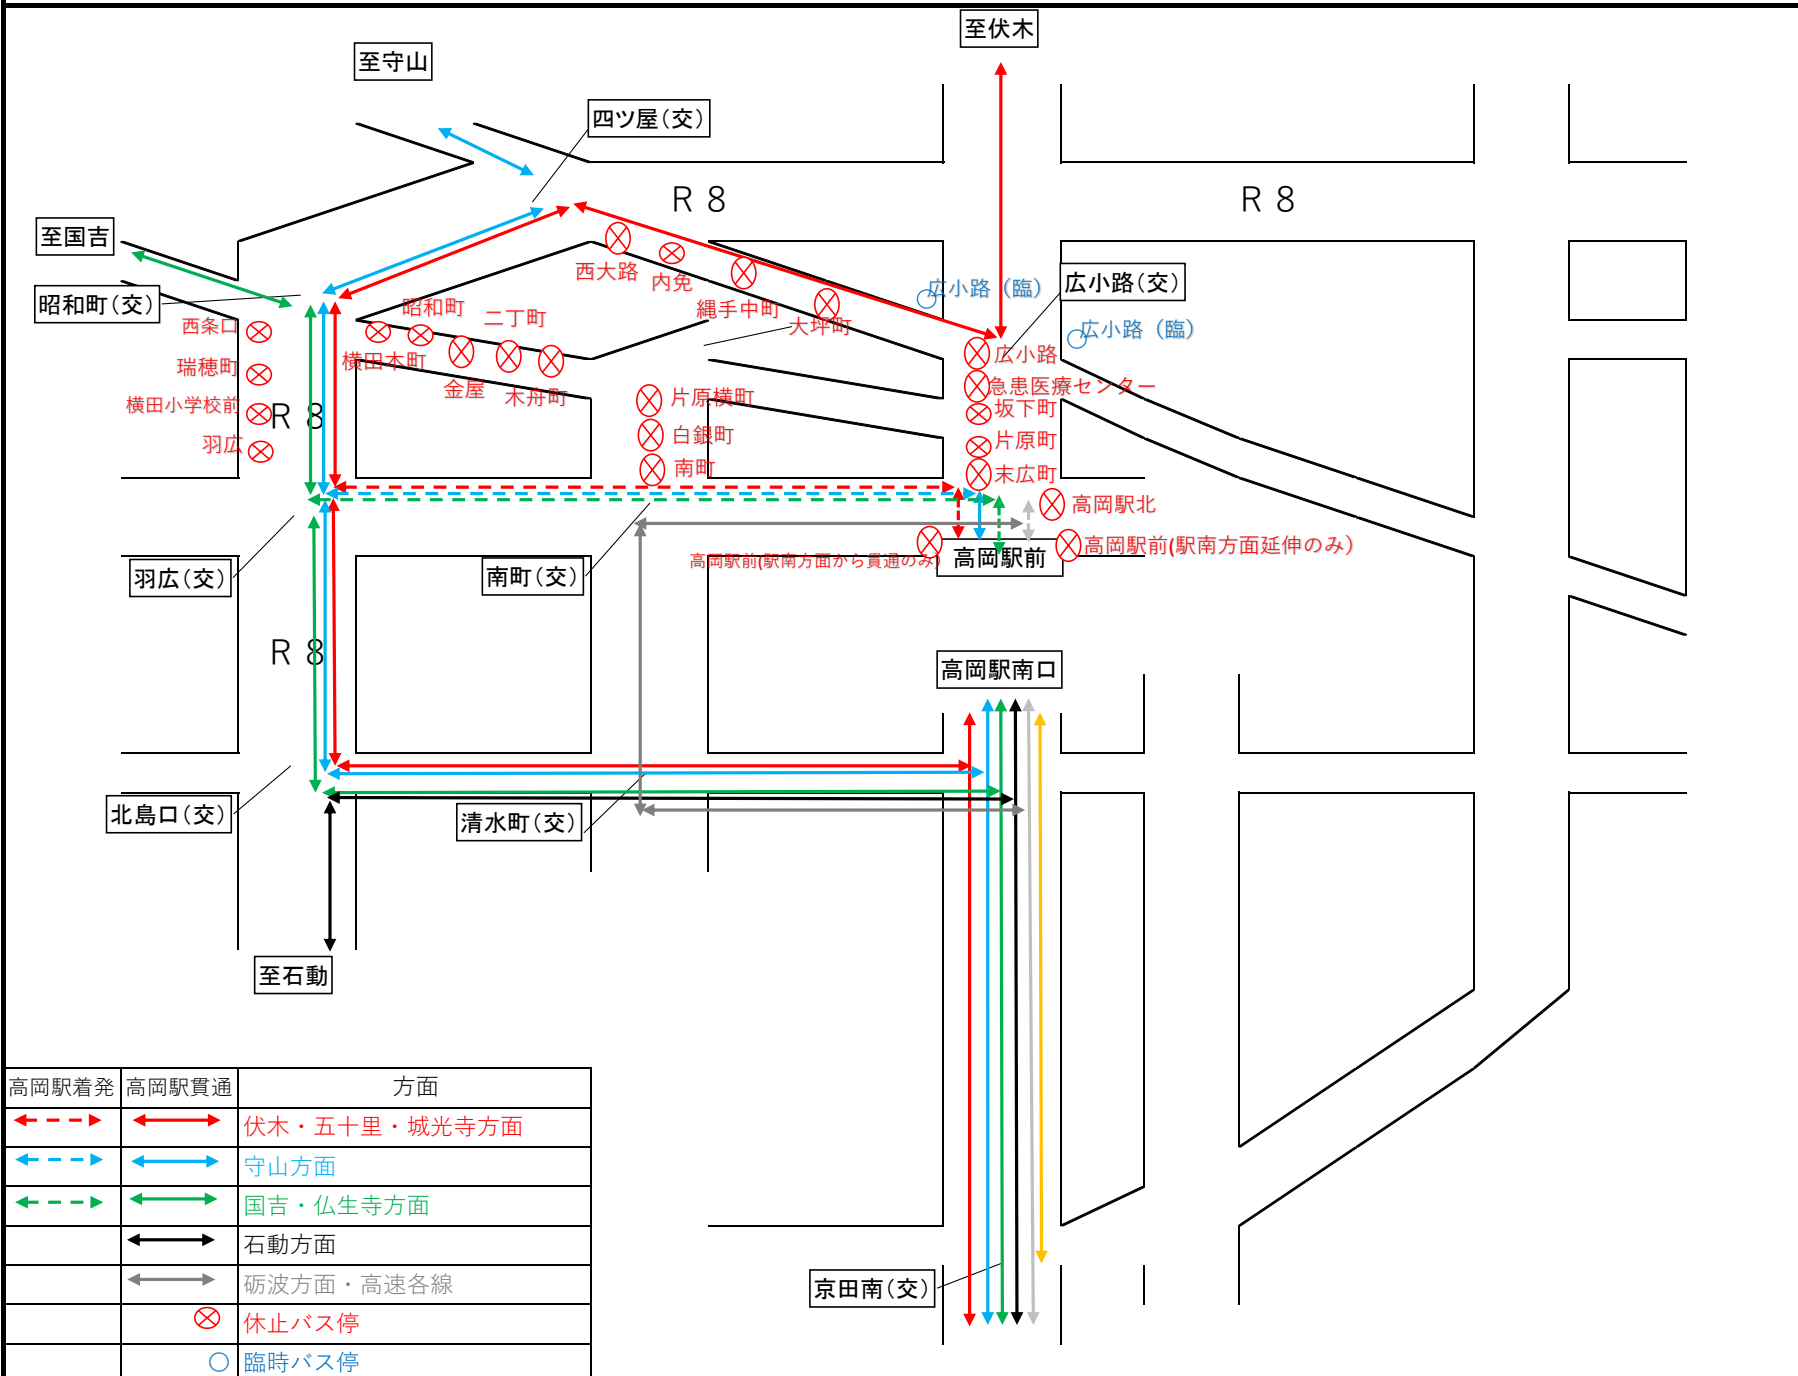 至伏木
至守山
四ツ屋(交)
R 8
R 8
至国吉
昭和町(交)
西大路
内免
縄手中町
大坪町
広小路（臨）
広小路(交)
広小路（臨）
西条口
瑞穂町
横田小学校前
羽広
R 8
昭和町
横田本町
二丁町
金屋
木舟町
片原横町
白銀町
南町
広小路
急患医療センター
坂下町
片原町
末広町
高岡駅北
高岡駅前(駅南方面から貫通のみ)
高岡駅前
高岡駅前(駅南方面延伸のみ)
羽広(交)
南町(交)
R 8
高岡駅南口
北島口(交)
清水町(交)
至石動
京田南(交)
高岡駅着発 高岡駅貫通 方面
伏木・五十里・城光寺方面
守山方面
国吉・仏生寺方面
石動方面
砺波方面・高速各線
休止バス停
臨時バス停